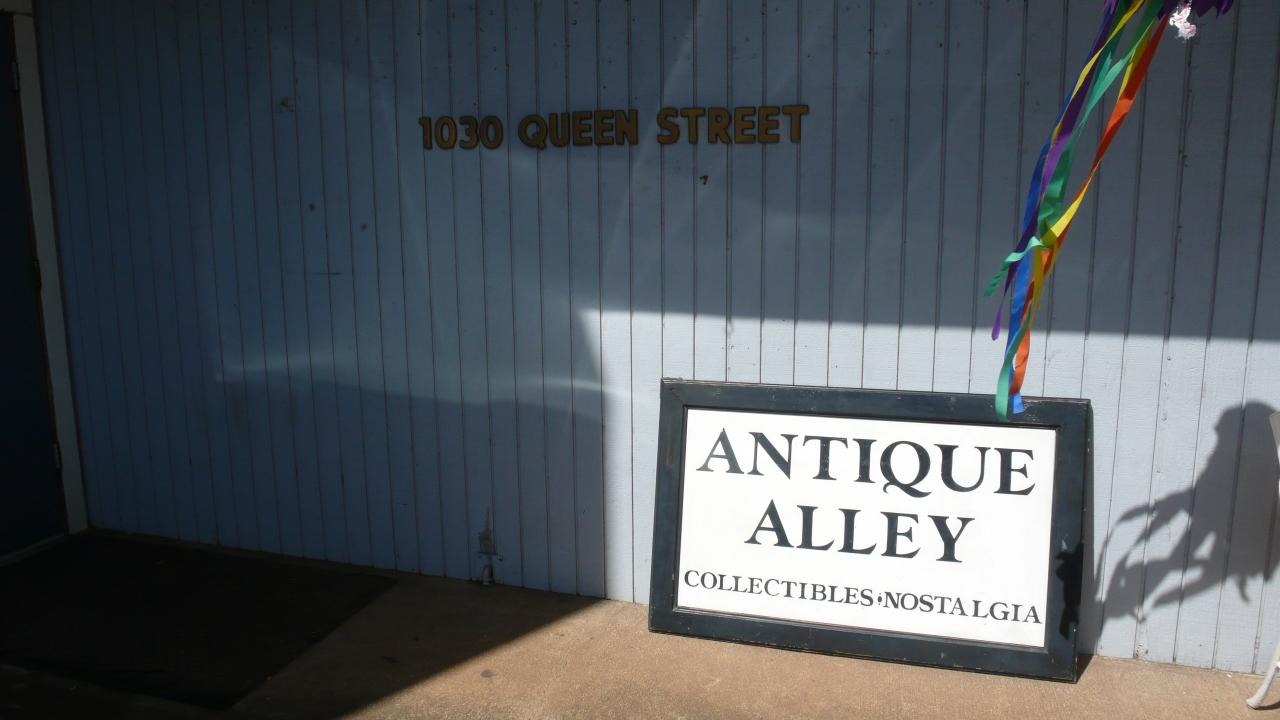 1030 QUEEN STREET
ANTIQUE
ALLEY
COLLECTIBLES•NOSTALGIA